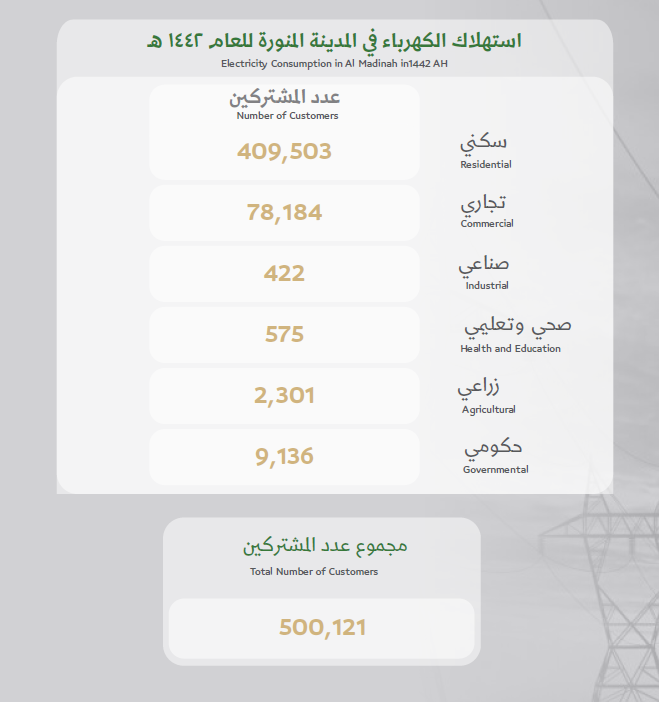 استهلاك الكهرباء في المدينة المنورة للعام ١٤٤٢ هـ
Electricity Consumption in Al Madinah in1442 AH
عدد المشتركين
Number of Customers
سكني
Residential
409,503
تجاري
Commercial
78,184
صناعي
Industrial
422
صحي وتعليمي
Health and Education
575
زراعي
Agricultural
2,301
حكومي
Governmental
9,136
مجموع عدد المشتركين
Total Number of Customers
500,121